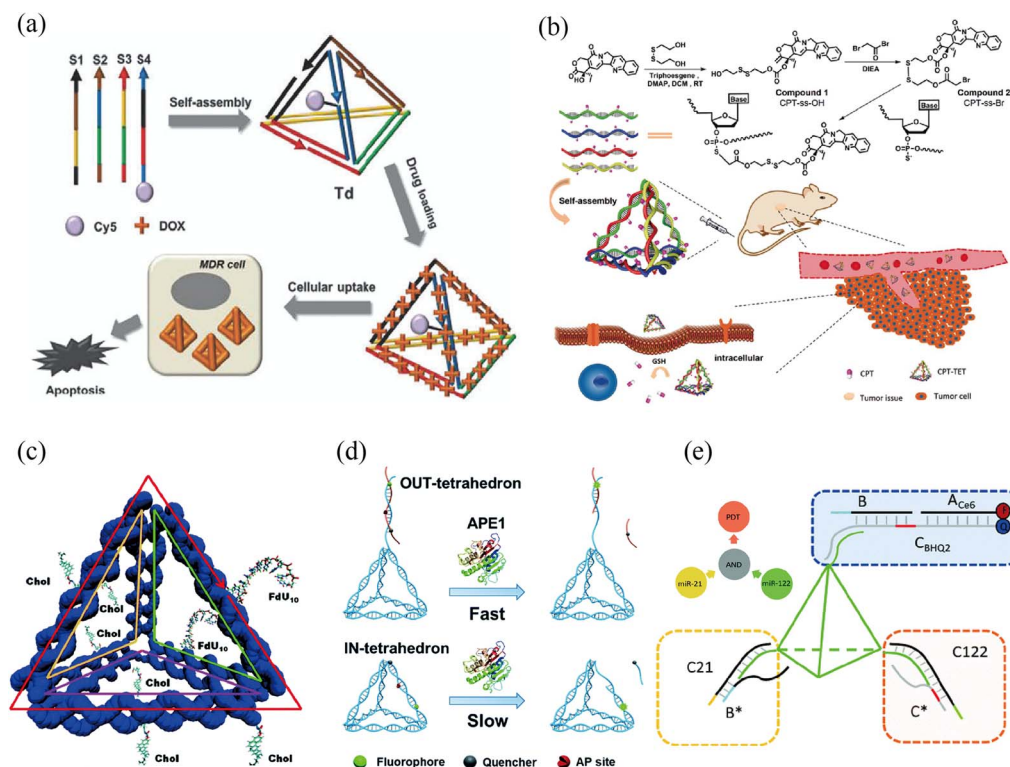 (a)
S1 S2 S3 S4
Self-assembly
Td
Drug loading
Cy5 DOX
MDR cell
Cellular uptake
Apoptosis
(b)
HO
Triphosgene,
DMAP, DCM, RT
Compound 1
CPT-ss-OH
DIEA
Compound 2
CPT-ss-Br
Base
Base
Self-assembly
GSH
intracellular
CPT
CPT-TET
Tumor issue
Tumor cell
(c)
Chol
Chol
Chol
Chol
Chol
Chol
FdU10
FdU10
(d)
OUT-tetrahedron
APE1
Fast
IN-tetrahedron
Slow
Fluorophore Quencher AP site
(e)
PDT
AND
miR-21
miR-122
B
ACe6
F
Q
CBHQ2
C21
B*
C122
C*